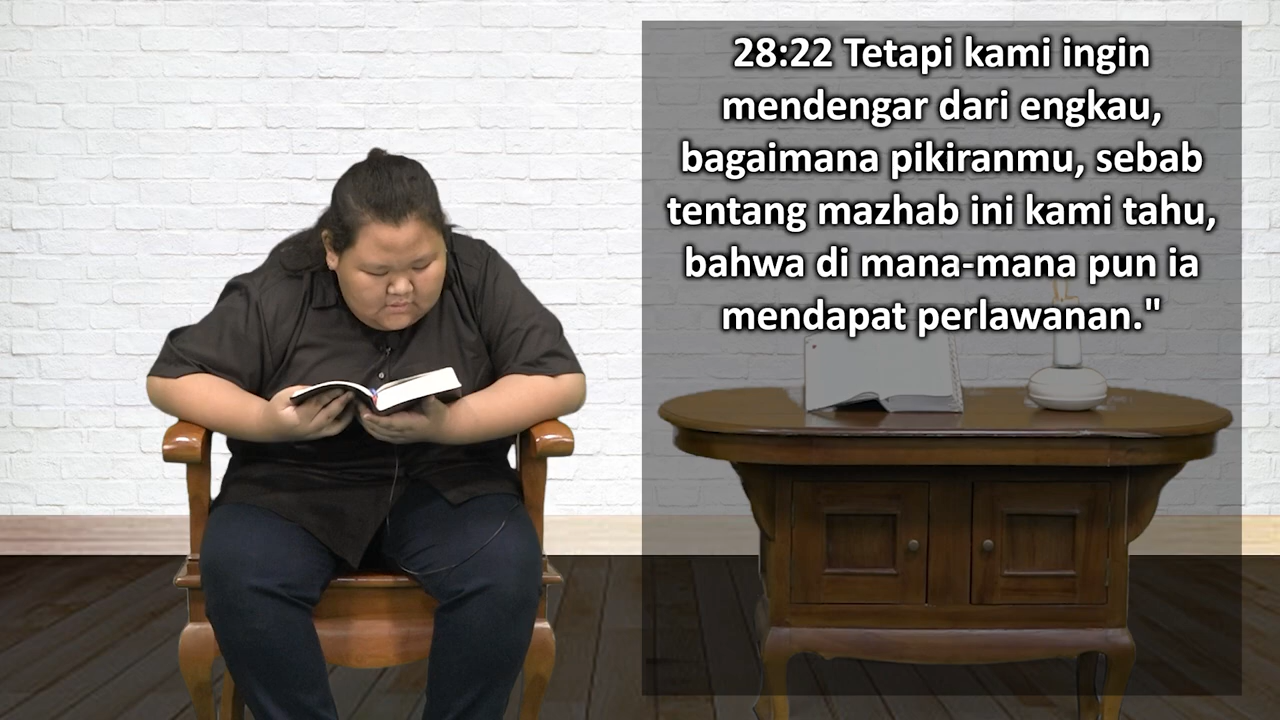 28:22 Tetapi kami ingin
mendengar dari engkau,
bagaimana pikiranmu, sebab
tentang mazhab ini kami tahu,
bahwa di mana-mana pun ia
mendapat perlawanan."